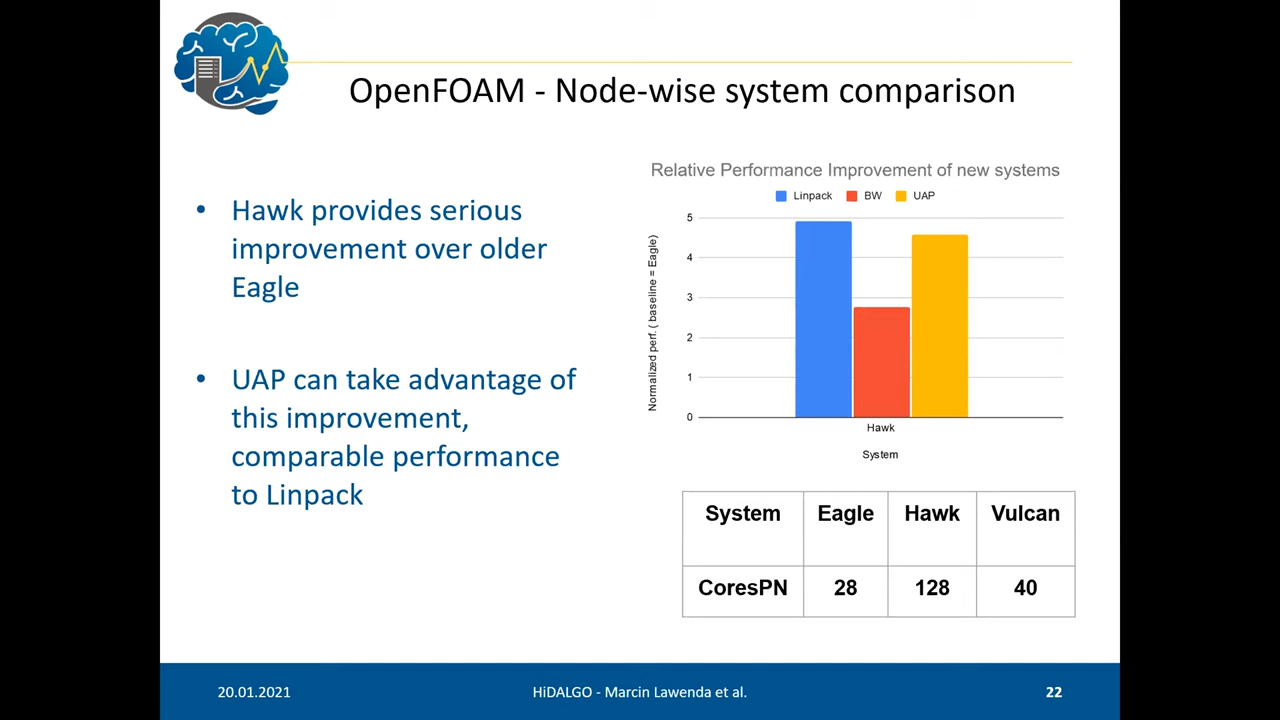 OpenFOAM - Node-wise system comparison
• Hawk provides serious
improvement over older
Eagle
• UAP can take advantage of
this improvement,
comparable performance
to Linpack
Relative Performance Improvement of new systems
Linpack BW UAP
Normalized perf. ( baseline = Eagle)
5
4
3
2
1
0
Hawk
System
System Eagle Hawk Vulcan
CoresPN 28 128 40
20.01.2021 HiDALGO - Marcin Lawenda et al. 22